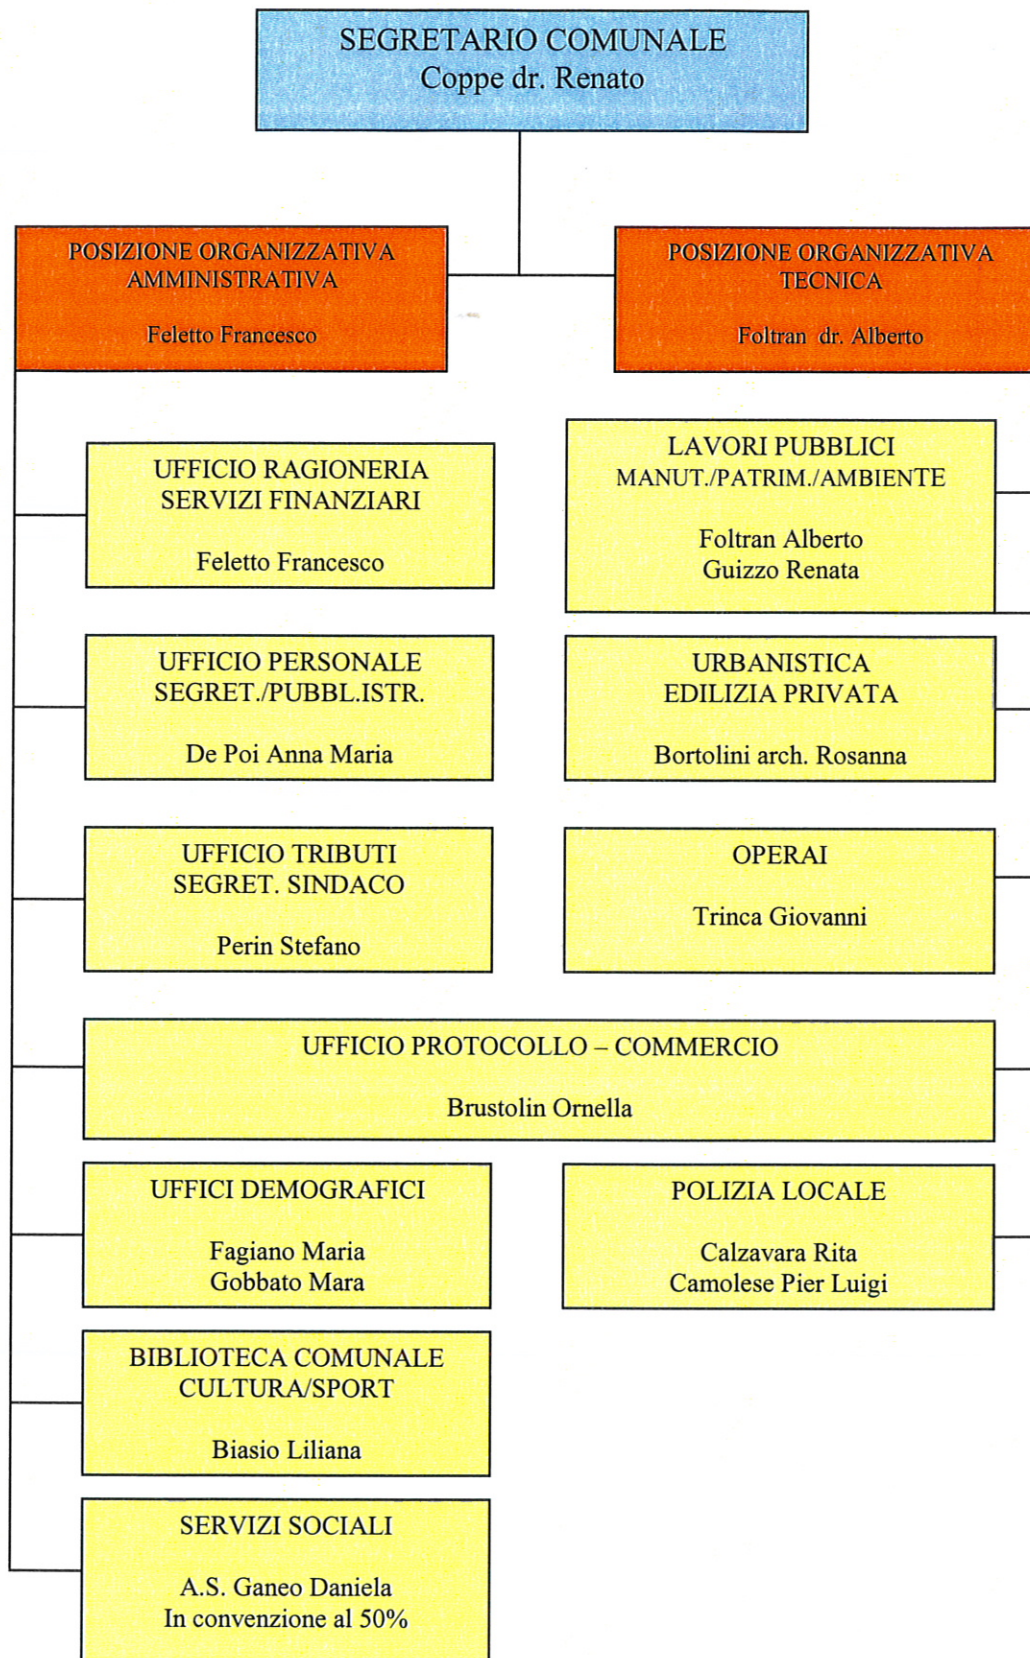 SEGRETARIO COMUNALE
Coppe dr. Renato
POSIZIONE ORGANIZZATIVA
AMMINISTRATIVA
Feletto Francesco
POSIZIONE ORGANIZZATIVA
TECNICA
Foltran dr. Alberto
UFFICIO RAGIONERIA
SERVIZI FINANZIARI
Feletto Francesco
LAVORI PUBBLICI
MANUT./PATRIM./AMBIENTE
Foltran Alberto
Guizzo Renata
UFFICIO PERSONALE
SEGRET./PUBBL.ISTR.
De Poi Anna Maria
URBANISTICA
EDILIZIA PRIVATA
Bortolini arch. Rosanna
UFFICIO TRIBUTI
SEGRET. SINDACO
Perin Stefano
OPERAI
Trinca Giovanni
UFFICIO PROTOCOLLO – COMMERCIO
Brustolin Ornella
UFFICI DEMOGRAFICI
Fagiano Maria
Gobbato Mara
POLIZIA LOCALE
Calzavara Rita
Camolese Pier Luigi
BIBLIOTECA COMUNALE
CULTURA/SPORT
Biasio Liliana
SERVIZI SOCIALI
A.S. Ganeo Daniela
In convenzione al 50%